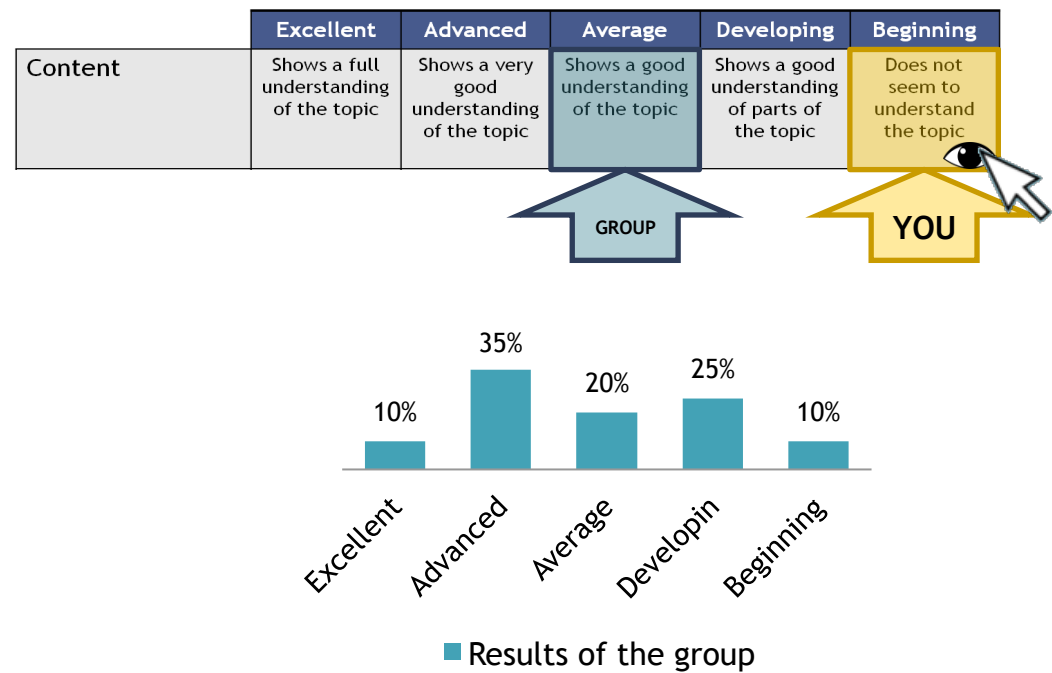 Excellent Advanced Average Developing Beginning
Content
Shows a full
understanding
of the topic
Shows a very
good
understanding
of the topic
Shows a good
understanding
of the topic
Shows a good
understanding
of parts of
the topic
Does not
seem to
understand
the topic
GROUP
YOU
10%
35%
20%
25%
10%
Excellent
Advanced
Average
Developin
Beginning
Results of the group